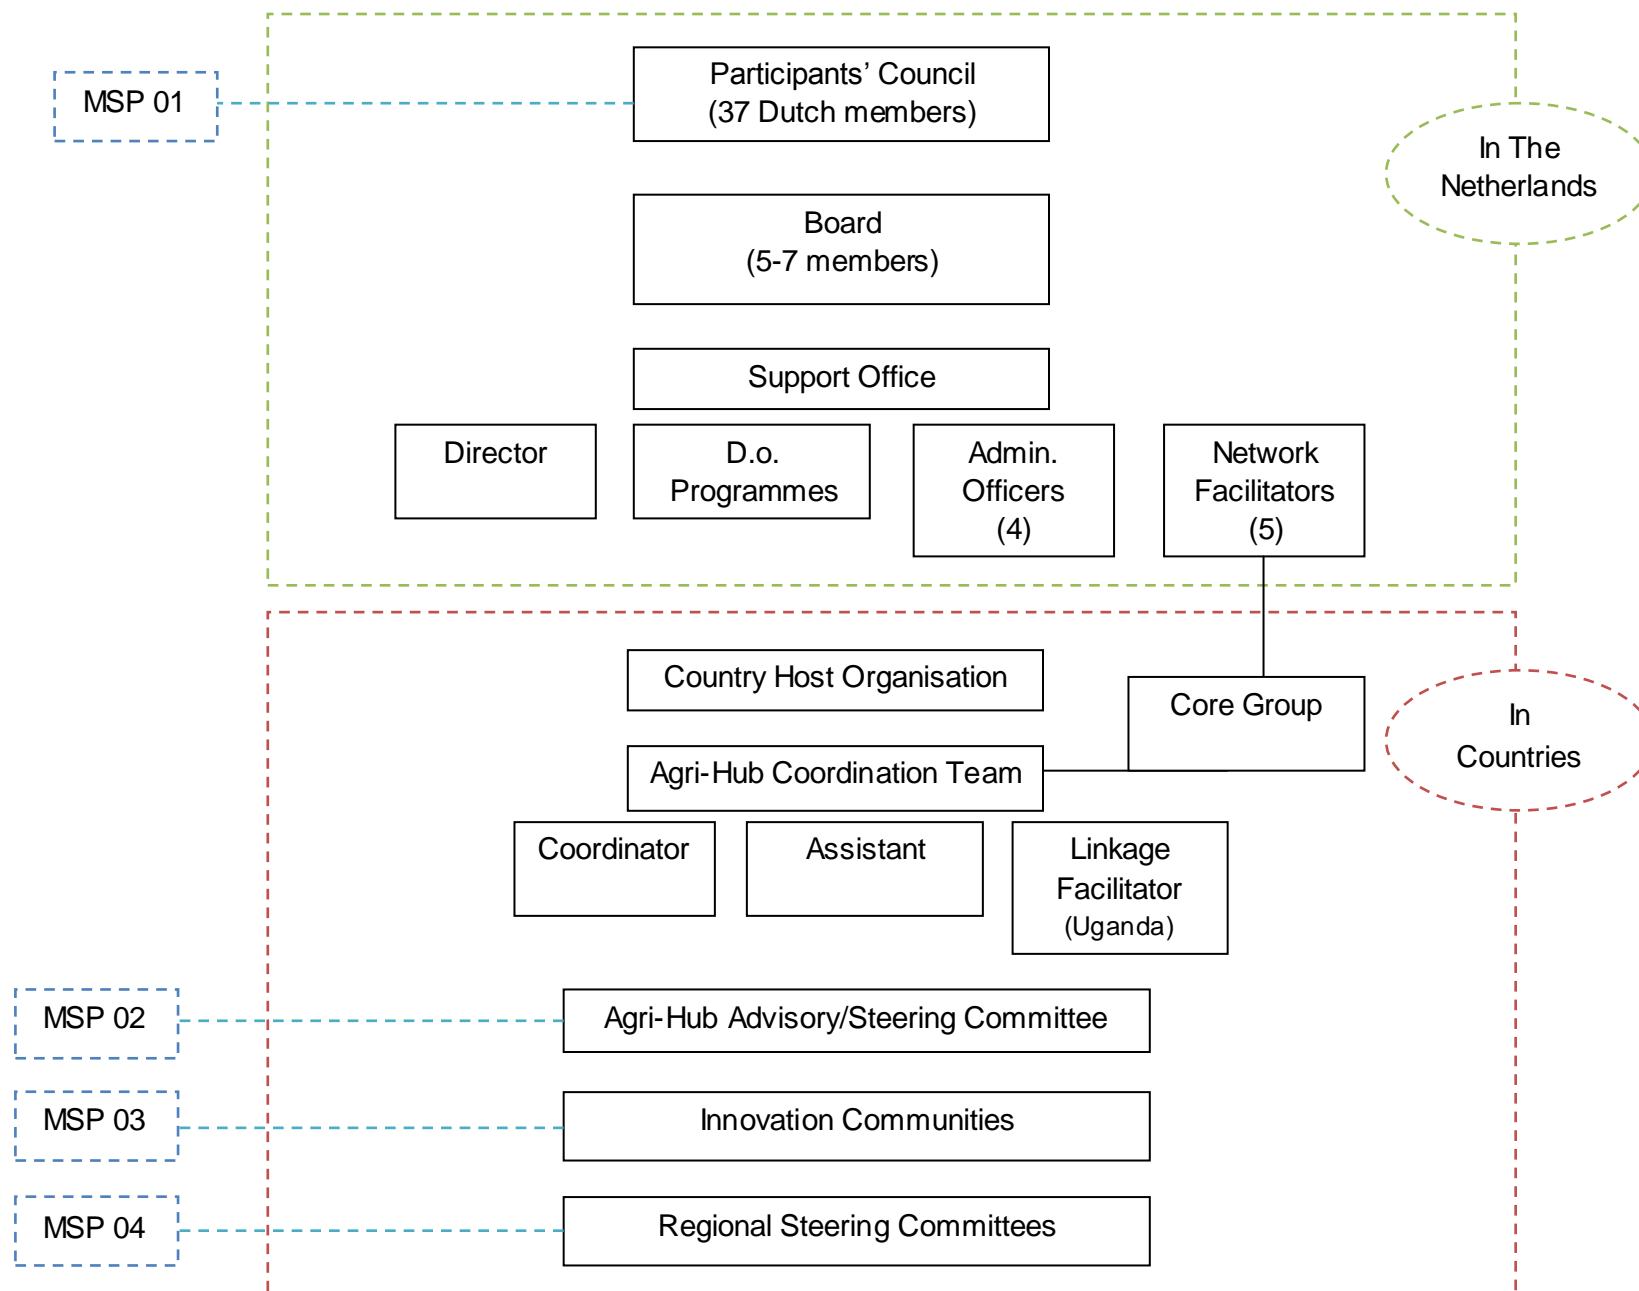 MSP 01
Participants’ Council
(37 Dutch members)
In The
Netherlands
Board
(5-7 members)
Support Office
Director
D.o.
Programmes
Admin.
Officers
(4)
Network
Facilitators
(5)
Country Host Organisation
Core Group
In
Countries
Agri-Hub Coordination Team
Coordinator
Assistant
Linkage
Facilitator
(Uganda)
MSP 02
Agri-Hub Advisory/Steering Committee
MSP 03
Innovation Communities
MSP 04
Regional Steering Committees